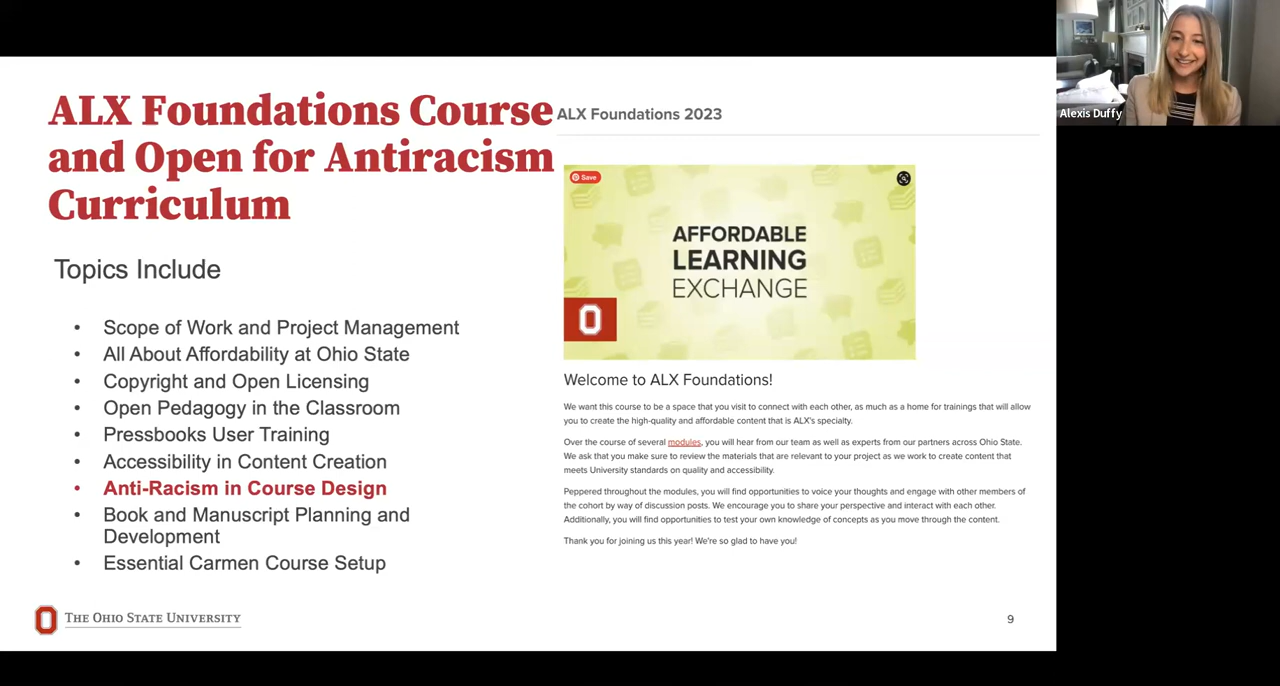 ALX Foundations Course
and Open for Antiracism
Curriculum
Topics Include
• Scope of Work and Project Management
• All About Affordability at Ohio State
• Copyright and Open Licensing
• Open Pedagogy in the Classroom
• Pressbooks User Training
• Accessibility in Content Creation
• Anti-Racism in Course Design
• Book and Manuscript Planning and
Development
• Essential Carmen Course Setup
ALX Foundations 2023
Save
AFFORDABLE
LEARNING
EXCHANGE
O
Welcome to ALX Foundations!
We want this course to be a space that you visit to connect with each other, as much as a home for trainings that will allow
you to create the high-quality and affordable content that is ALX's specialty.
Over the course of several modules, you will hear from our team as well as experts from our partners across Ohio State.
We ask that you make sure to review the materials that are relevant to your project as we work to create content that
meets University standards on quality and accessibility.
Peppered throughout the modules, you will find opportunities to voice your thoughts and engage with other members of
the cohort by way of discussion posts. We encourage you to share your perspective and interact with each other.
Additionally, you will find opportunities to test your own knowledge of concepts as you move through the content.
Thank you for joining us this year! We're so glad to have you!
O THE OHIO STATE UNIVERSITY
9
Alexis Duffy